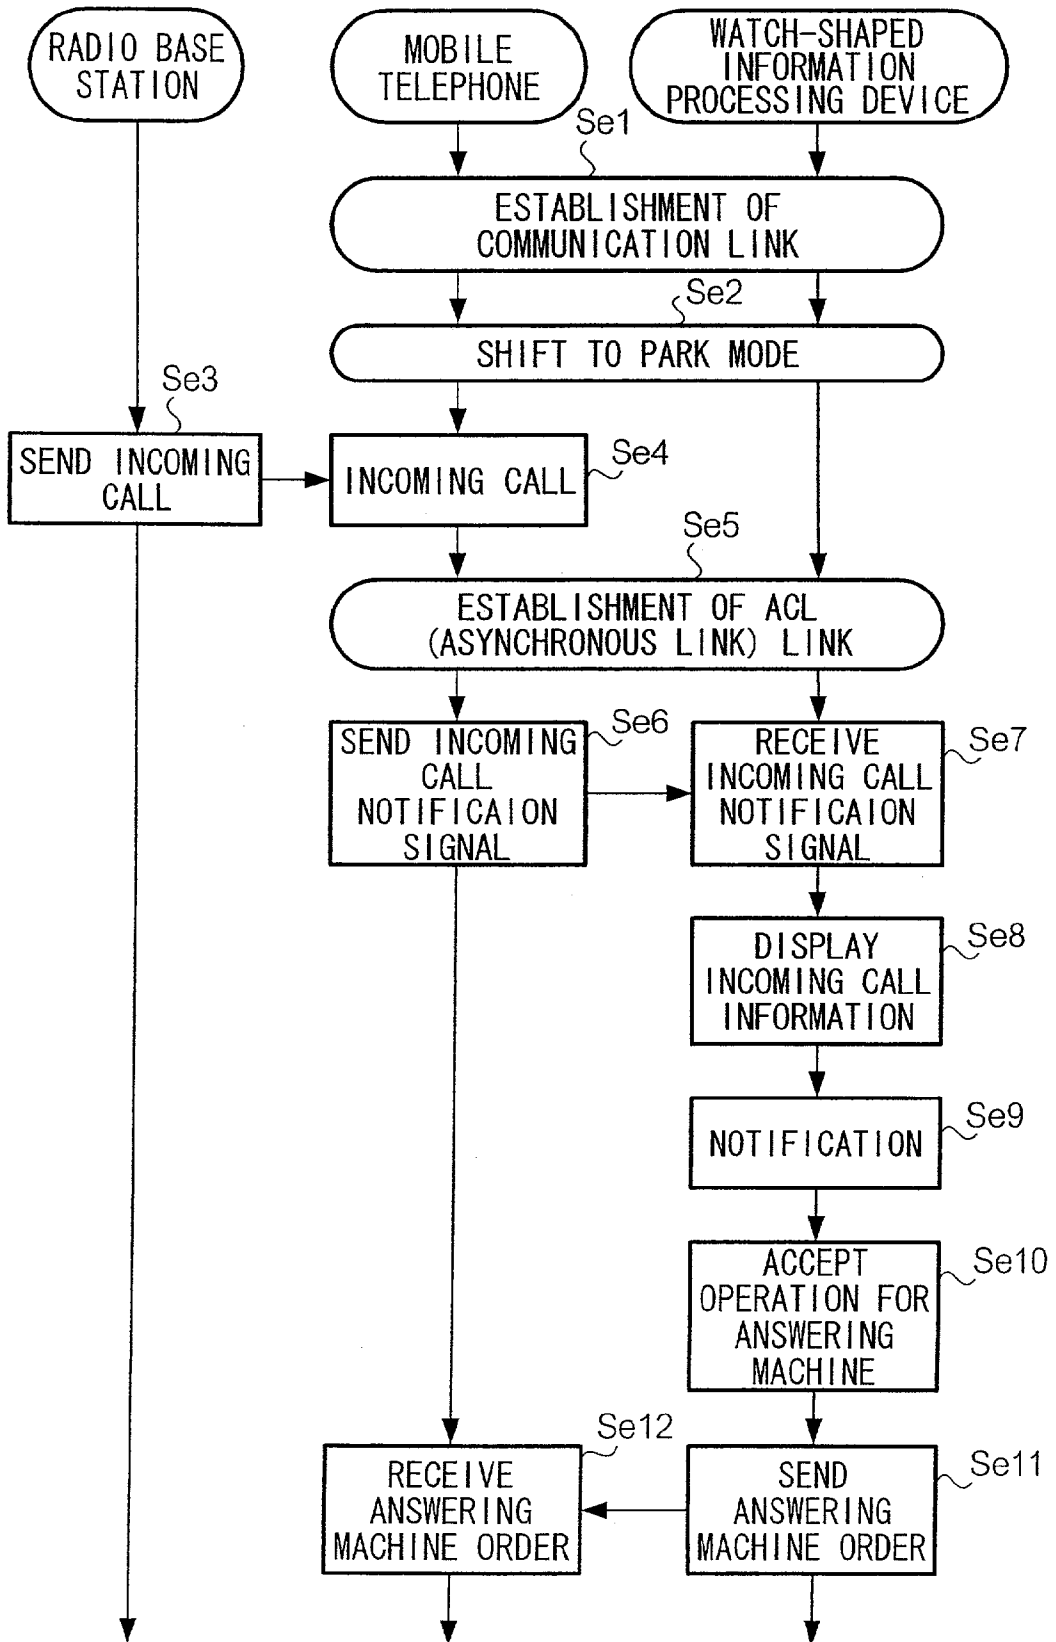 RADIO BASE
STATION
MOBILE
TELEPHONE
WATCH-SHAPED
INFORMATION
PROCESSING DEVICE
Se1
ESTABLISHMENT OF
COMMUNICATION LINK
Se2
SHIFT TO PARK MODE
Se3
SEND INCOMING
CALL
Se4
INCOMING CALL
Se5
ESTABLISHMENT OF ACL
(ASYNCHRONOUS LINK) LINK
Se6
SEND INCOMING
CALL
NOTIFICAION
SIGNAL
Se7
RECEIVE
INCOMING CALL
NOTIFICAION
SIGNAL
Se8
DISPLAY
INCOMING CALL
INFORMATION
Se9
NOTIFICATION
Se10
ACCEPT
OPERATION FOR
ANSWERING
MACHINE
Se12
RECEIVE
ANSWERING
MACHINE ORDER
Se11
SEND
ANSWERING
MACHINE ORDER